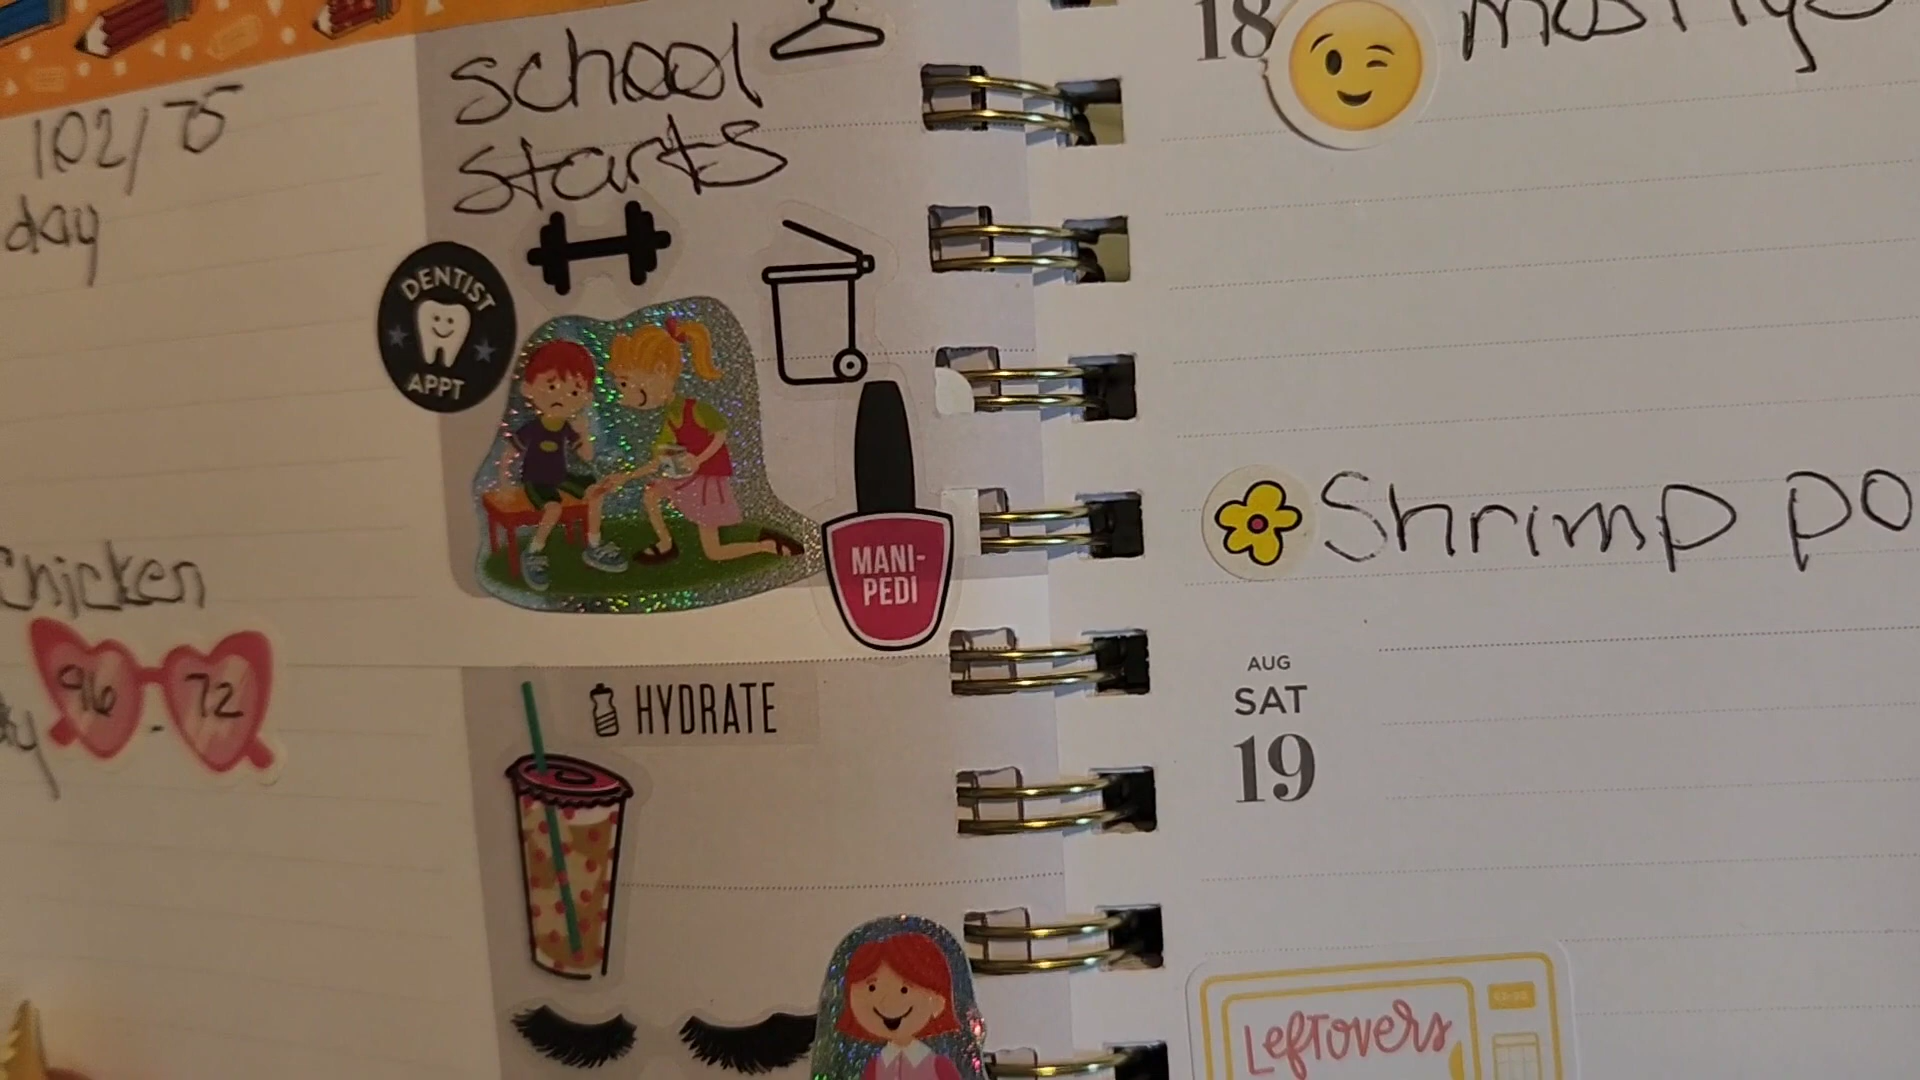 102/75
day
Chicken
96 - 72
school
starts
DENTIST
APPT
MANI-
PEDI
HYDRATE
18
Shrimp po
AUG
SAT
19
LEFTOVERS